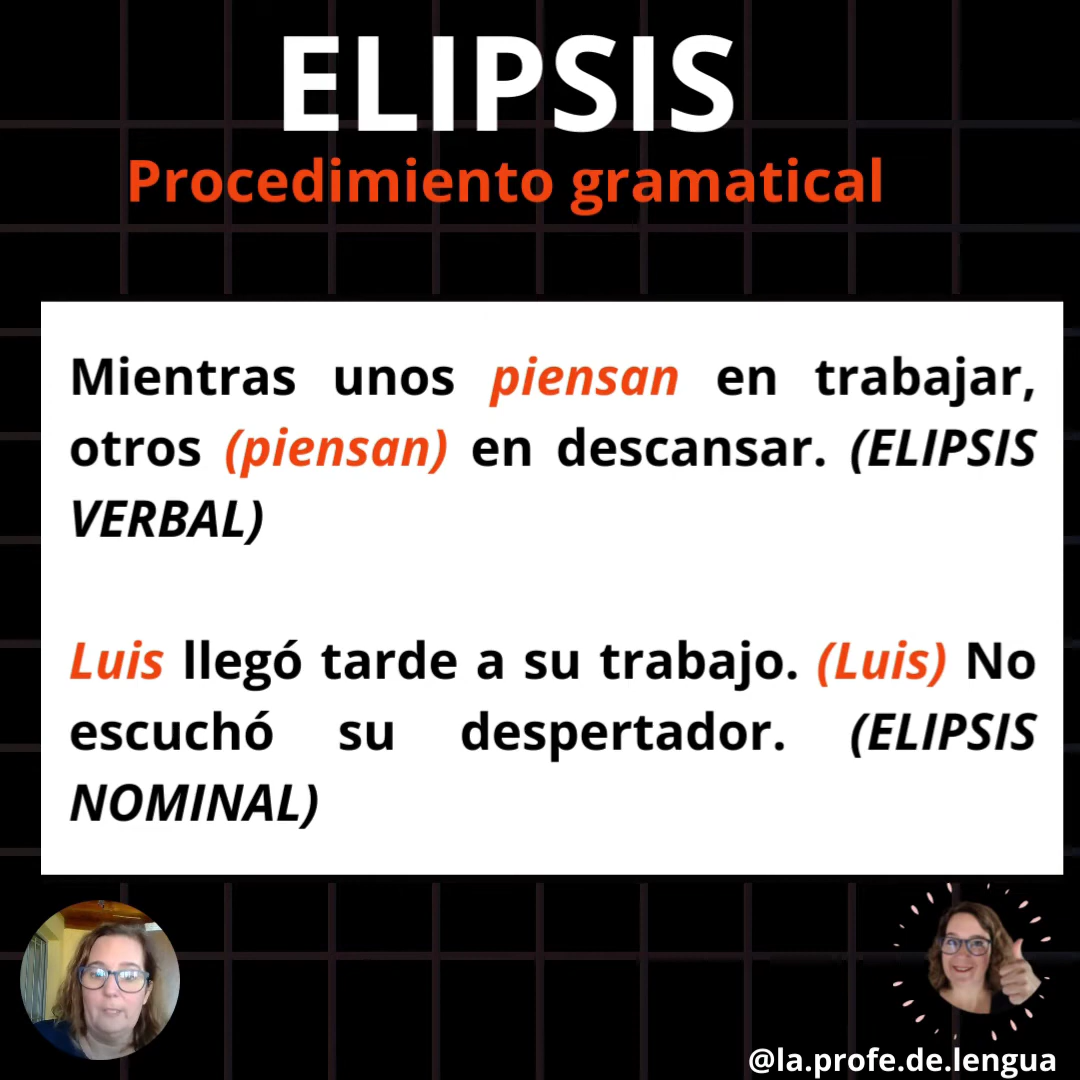 ELIPSIS
Procedimiento gramatical
Mientras unos piensan en trabajar,
otros (piensan) en descansar. (ELIPSIS
VERBAL)
Luis llegó tarde a su trabajo. (Luis) No
escuchó su despertador. (ELIPSIS
NOMINAL)
@la.profe.de.lengua